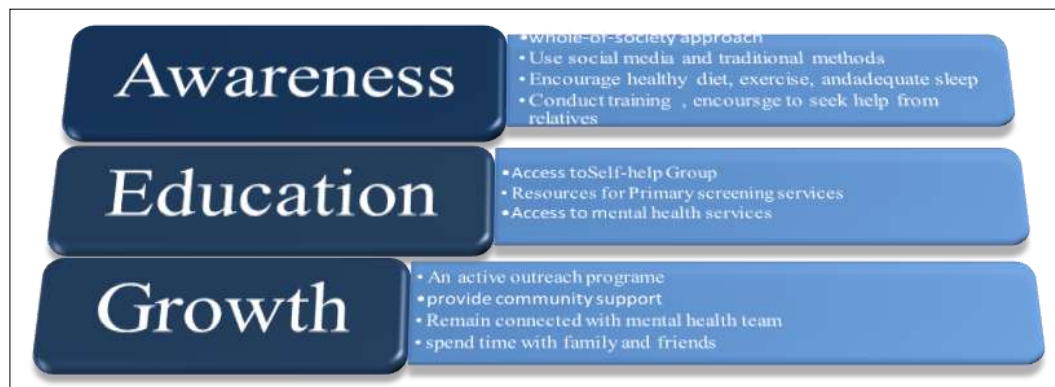 Awareness
•whole-of-society approach
• Use social media and traditional methods
• Encourage healthy diet, exercise, andadequate sleep
• Conduct training , encoursge to seek help from
relatives
Education
•Access toSelf-help Group
• Resources for Primary screening services
•Access to mental health services
Growth
• An active outreach programe
•provide community support
• Remain connected with mental health team
• spend time with family and friends